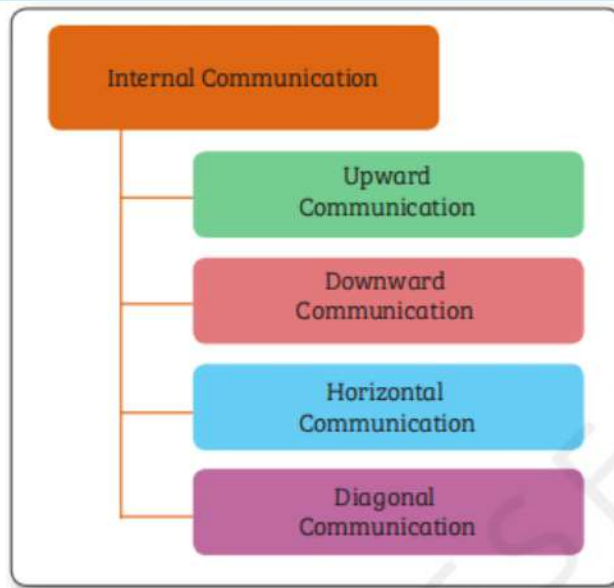 Internal Communication
Upward
Communication
Downward
Communication
Horizontal
Communication
Diagonal
Communication